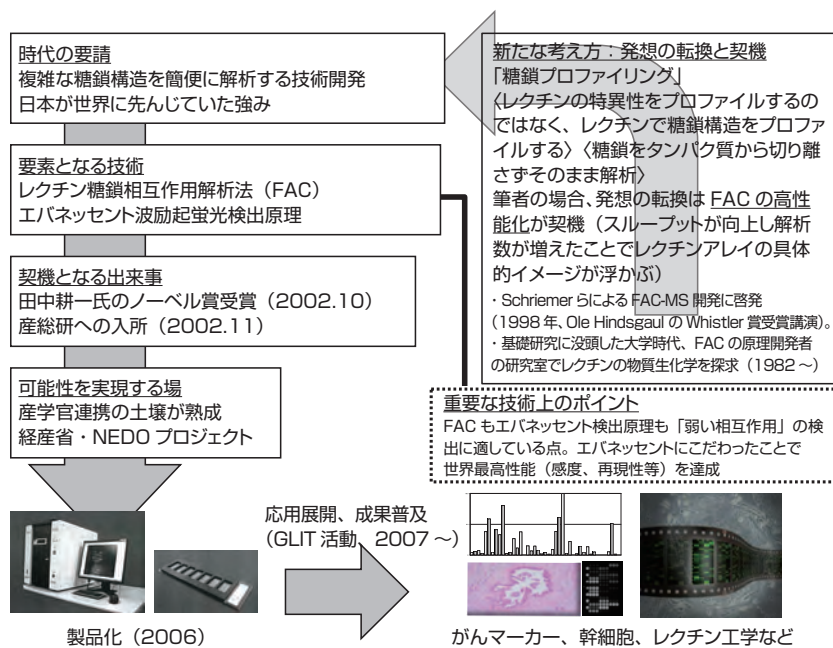 時代の要請
複雑な糖鎖構造を簡便に解析する技術開発
日本が世界に先んじていた強み
要素となる技術
レクチン糖鎖相互作用解析法（FAC）
エバネッセント波励起蛍光検出原理
契機となる出来事
田中耕一氏のノーベル賞受賞（2002.10）
産総研への入所（2002.11）
可能性を実現する場
産学官連携の土壌が熟成
経産省・NEDO プロジェクト
新たな考え方：発想の転換と契機
「糖鎖プロファイリング」
〈レクチンの特異性をプロファイルするの
ではなく、レクチンで糖鎖構造をプロファ
イルする〉〈糖鎖をタンパク質から切り離
さずそのまま解析〉
筆者の場合、発想の転換は FAC の高性
能化が契機（スループットが向上し解析
数が増えたことでレクチンアレイの具体
的イメージが浮かぶ）
・Schriemer らによる FAC-MS 開発に啓発
（1998 年、Ole Hindsgaul の Whistler 賞受賞講演）。
・基礎研究に没頭した大学時代、FAC の原理開発者
の研究室でレクチンの物質生化学を探求（1982 ～）
重要な技術上のポイント
FAC もエバネッセント検出原理も「弱い相互作用」の検
出に適している点。エバネッセントにこだわったことで
世界最高性能（感度、再現性等）を達成
応用展開、成果普及
（GLIT 活動、2007 ～）
製品化（2006）
がんマーカー、幹細胞、レクチン工学など